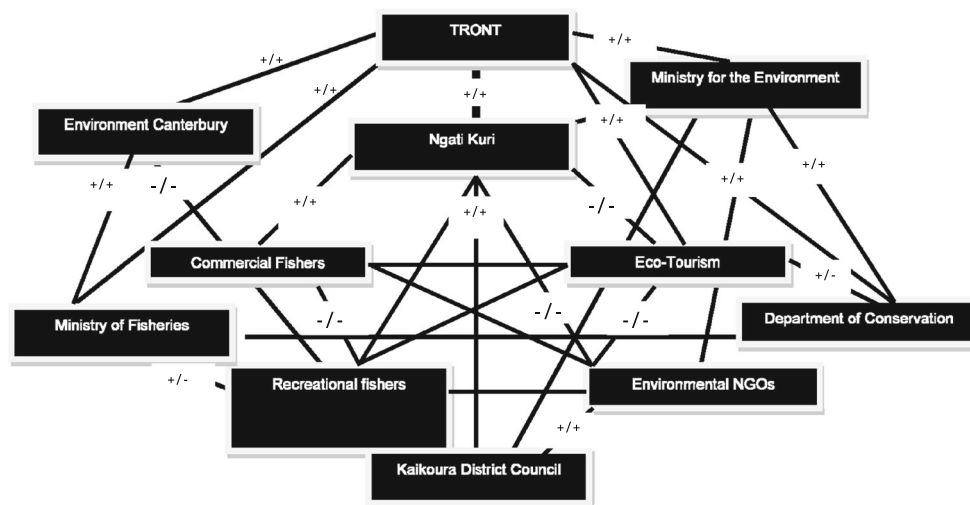 TRONT
+/+
+/+
Ministry for the Environment
+/+
+/+
Environment Canterbury
Ngati Kuri
+/+
+/+
-/-
+/+
+/+
+/+
-/-
+/+
Commercial Fishers
Eco-Tourism
+/-
Ministry of Fisheries
-/-
-/-
-/-
Department of Conservation
+/-
Recreational fishers
Environmental NGOs
+/+
Kaikoura District Council